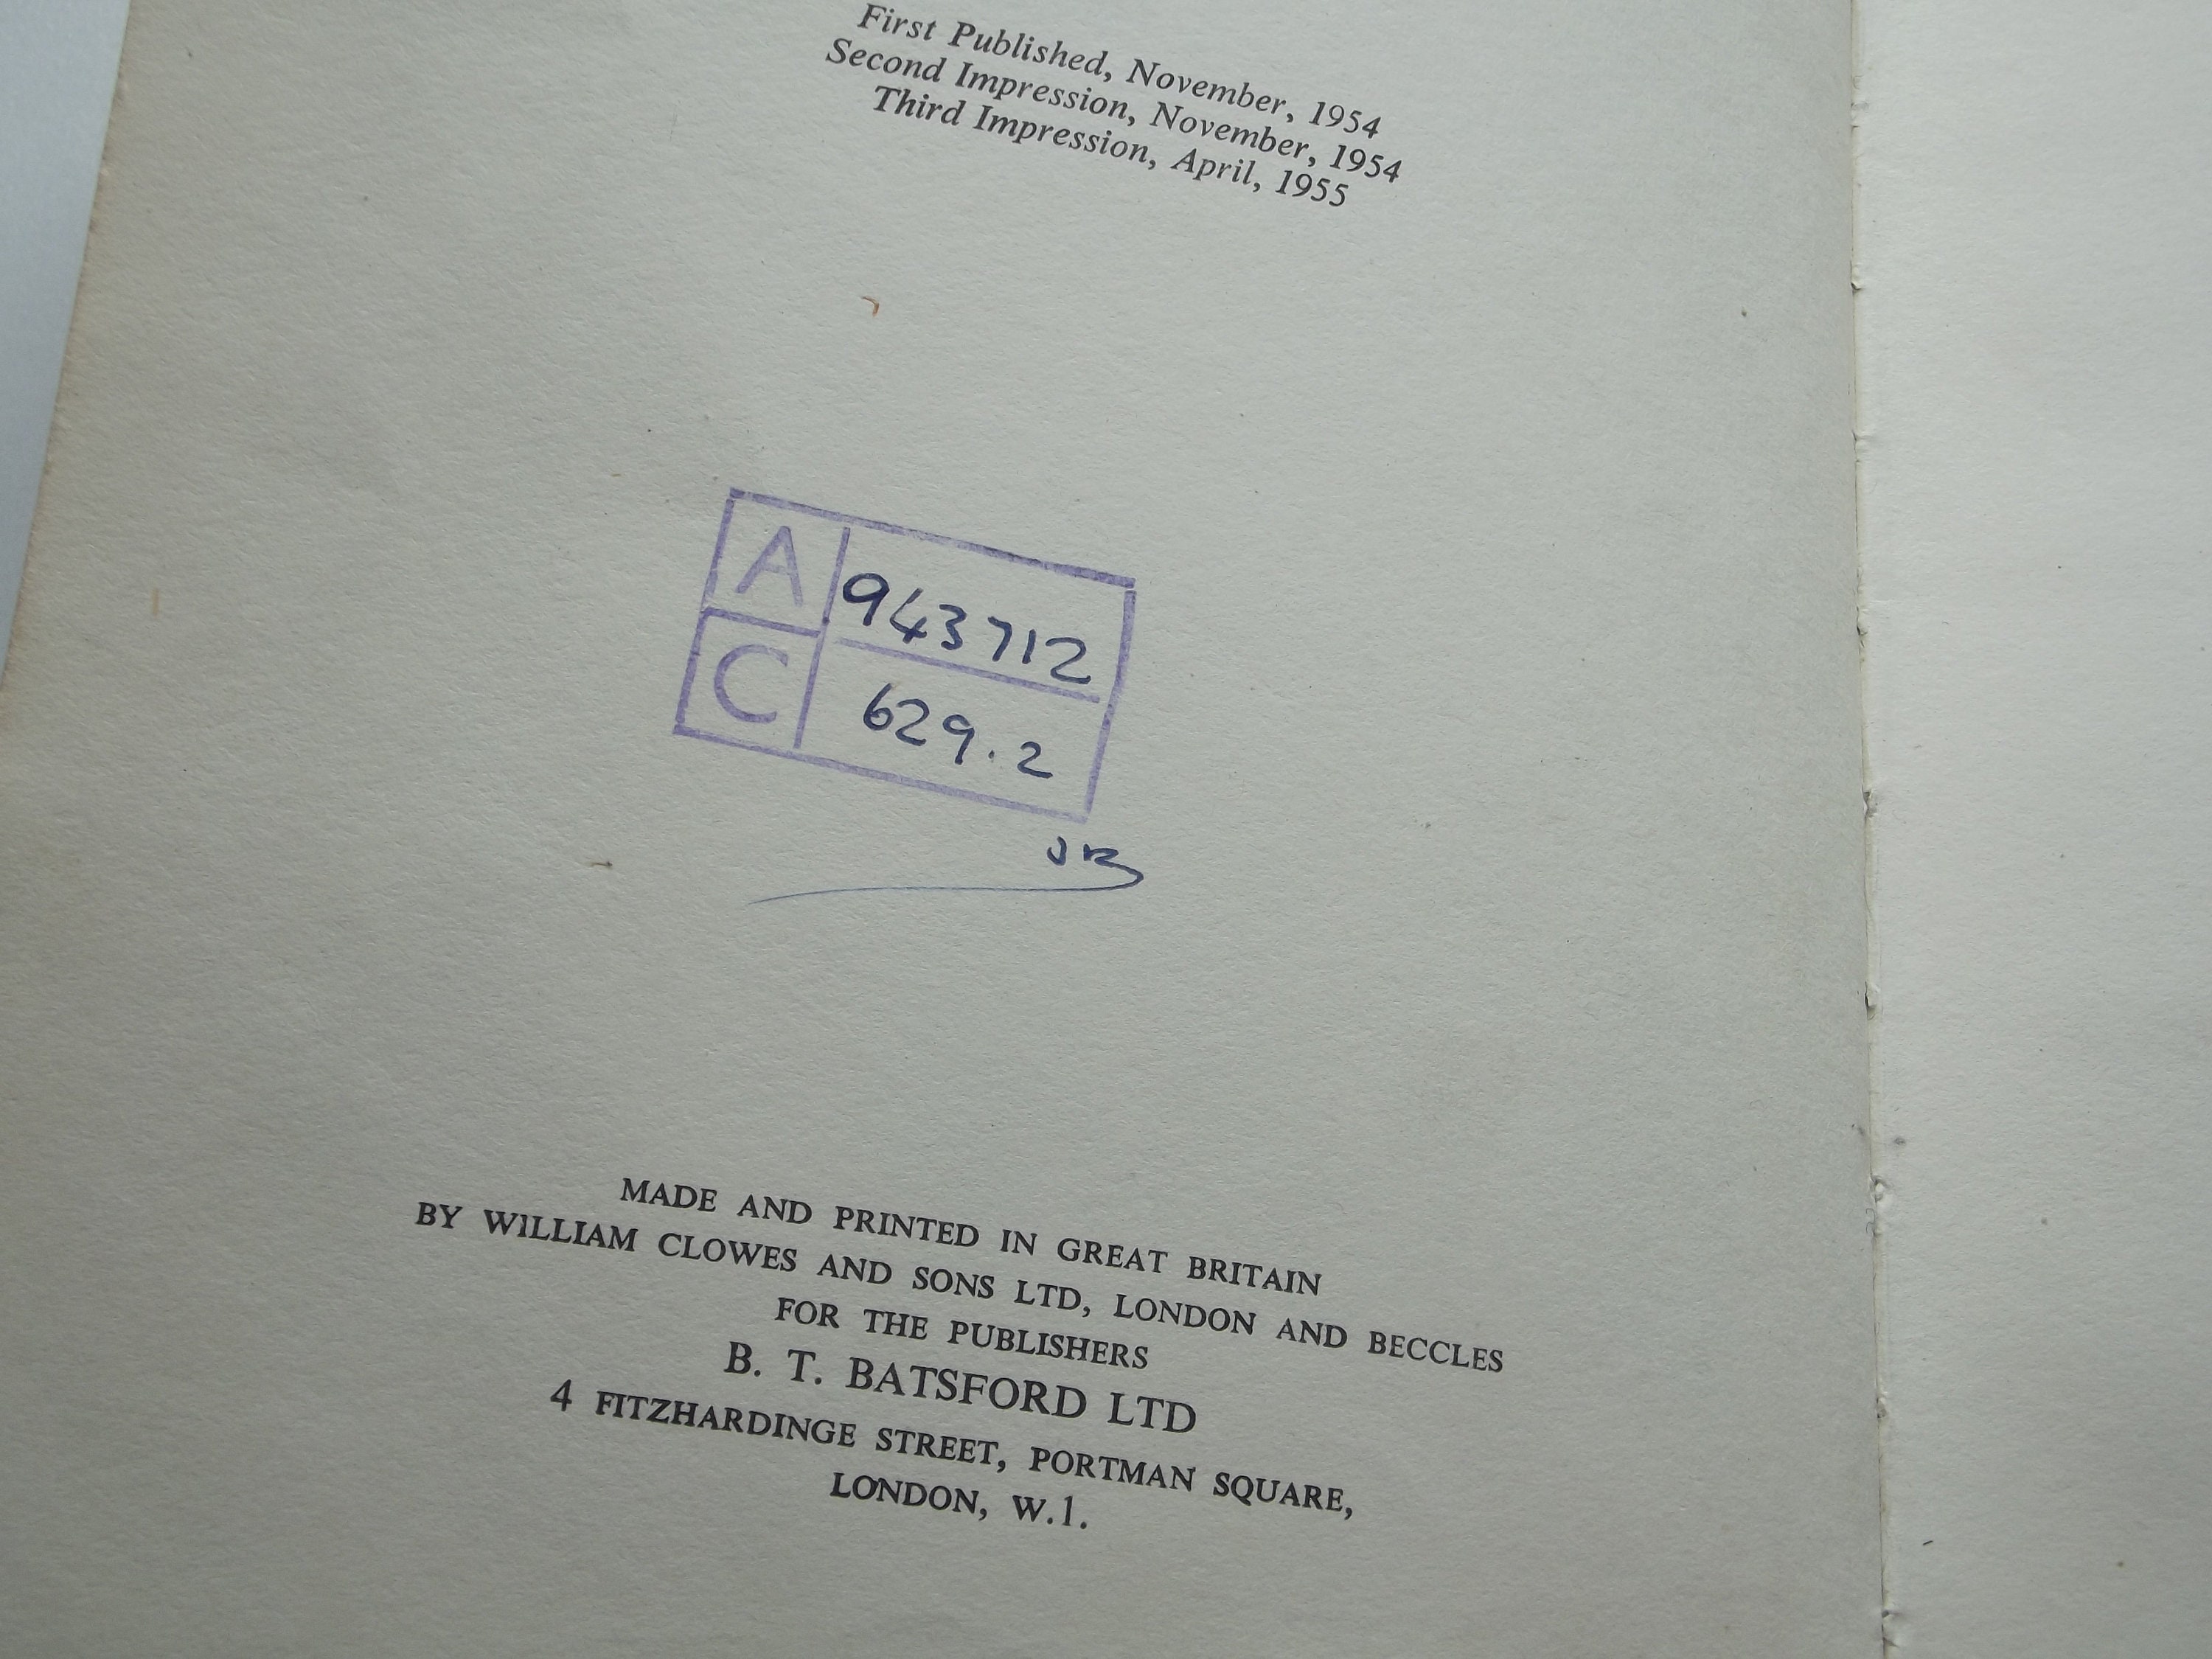 First Published, November, 1954
Second Impression, November, 1954
Third Impression, April, 1955
A 943712
C 629.2
JB
MADE AND PRINTED IN GREAT BRITAIN
BY WILLIAM CLOWES AND SONS LTD, LONDON AND BECCLES
FOR THE PUBLISHERS
B. T. BATSFORD LTD
4 FITZHARDINGE STREET, PORTMAN SQUARE,
LONDON, W.1.